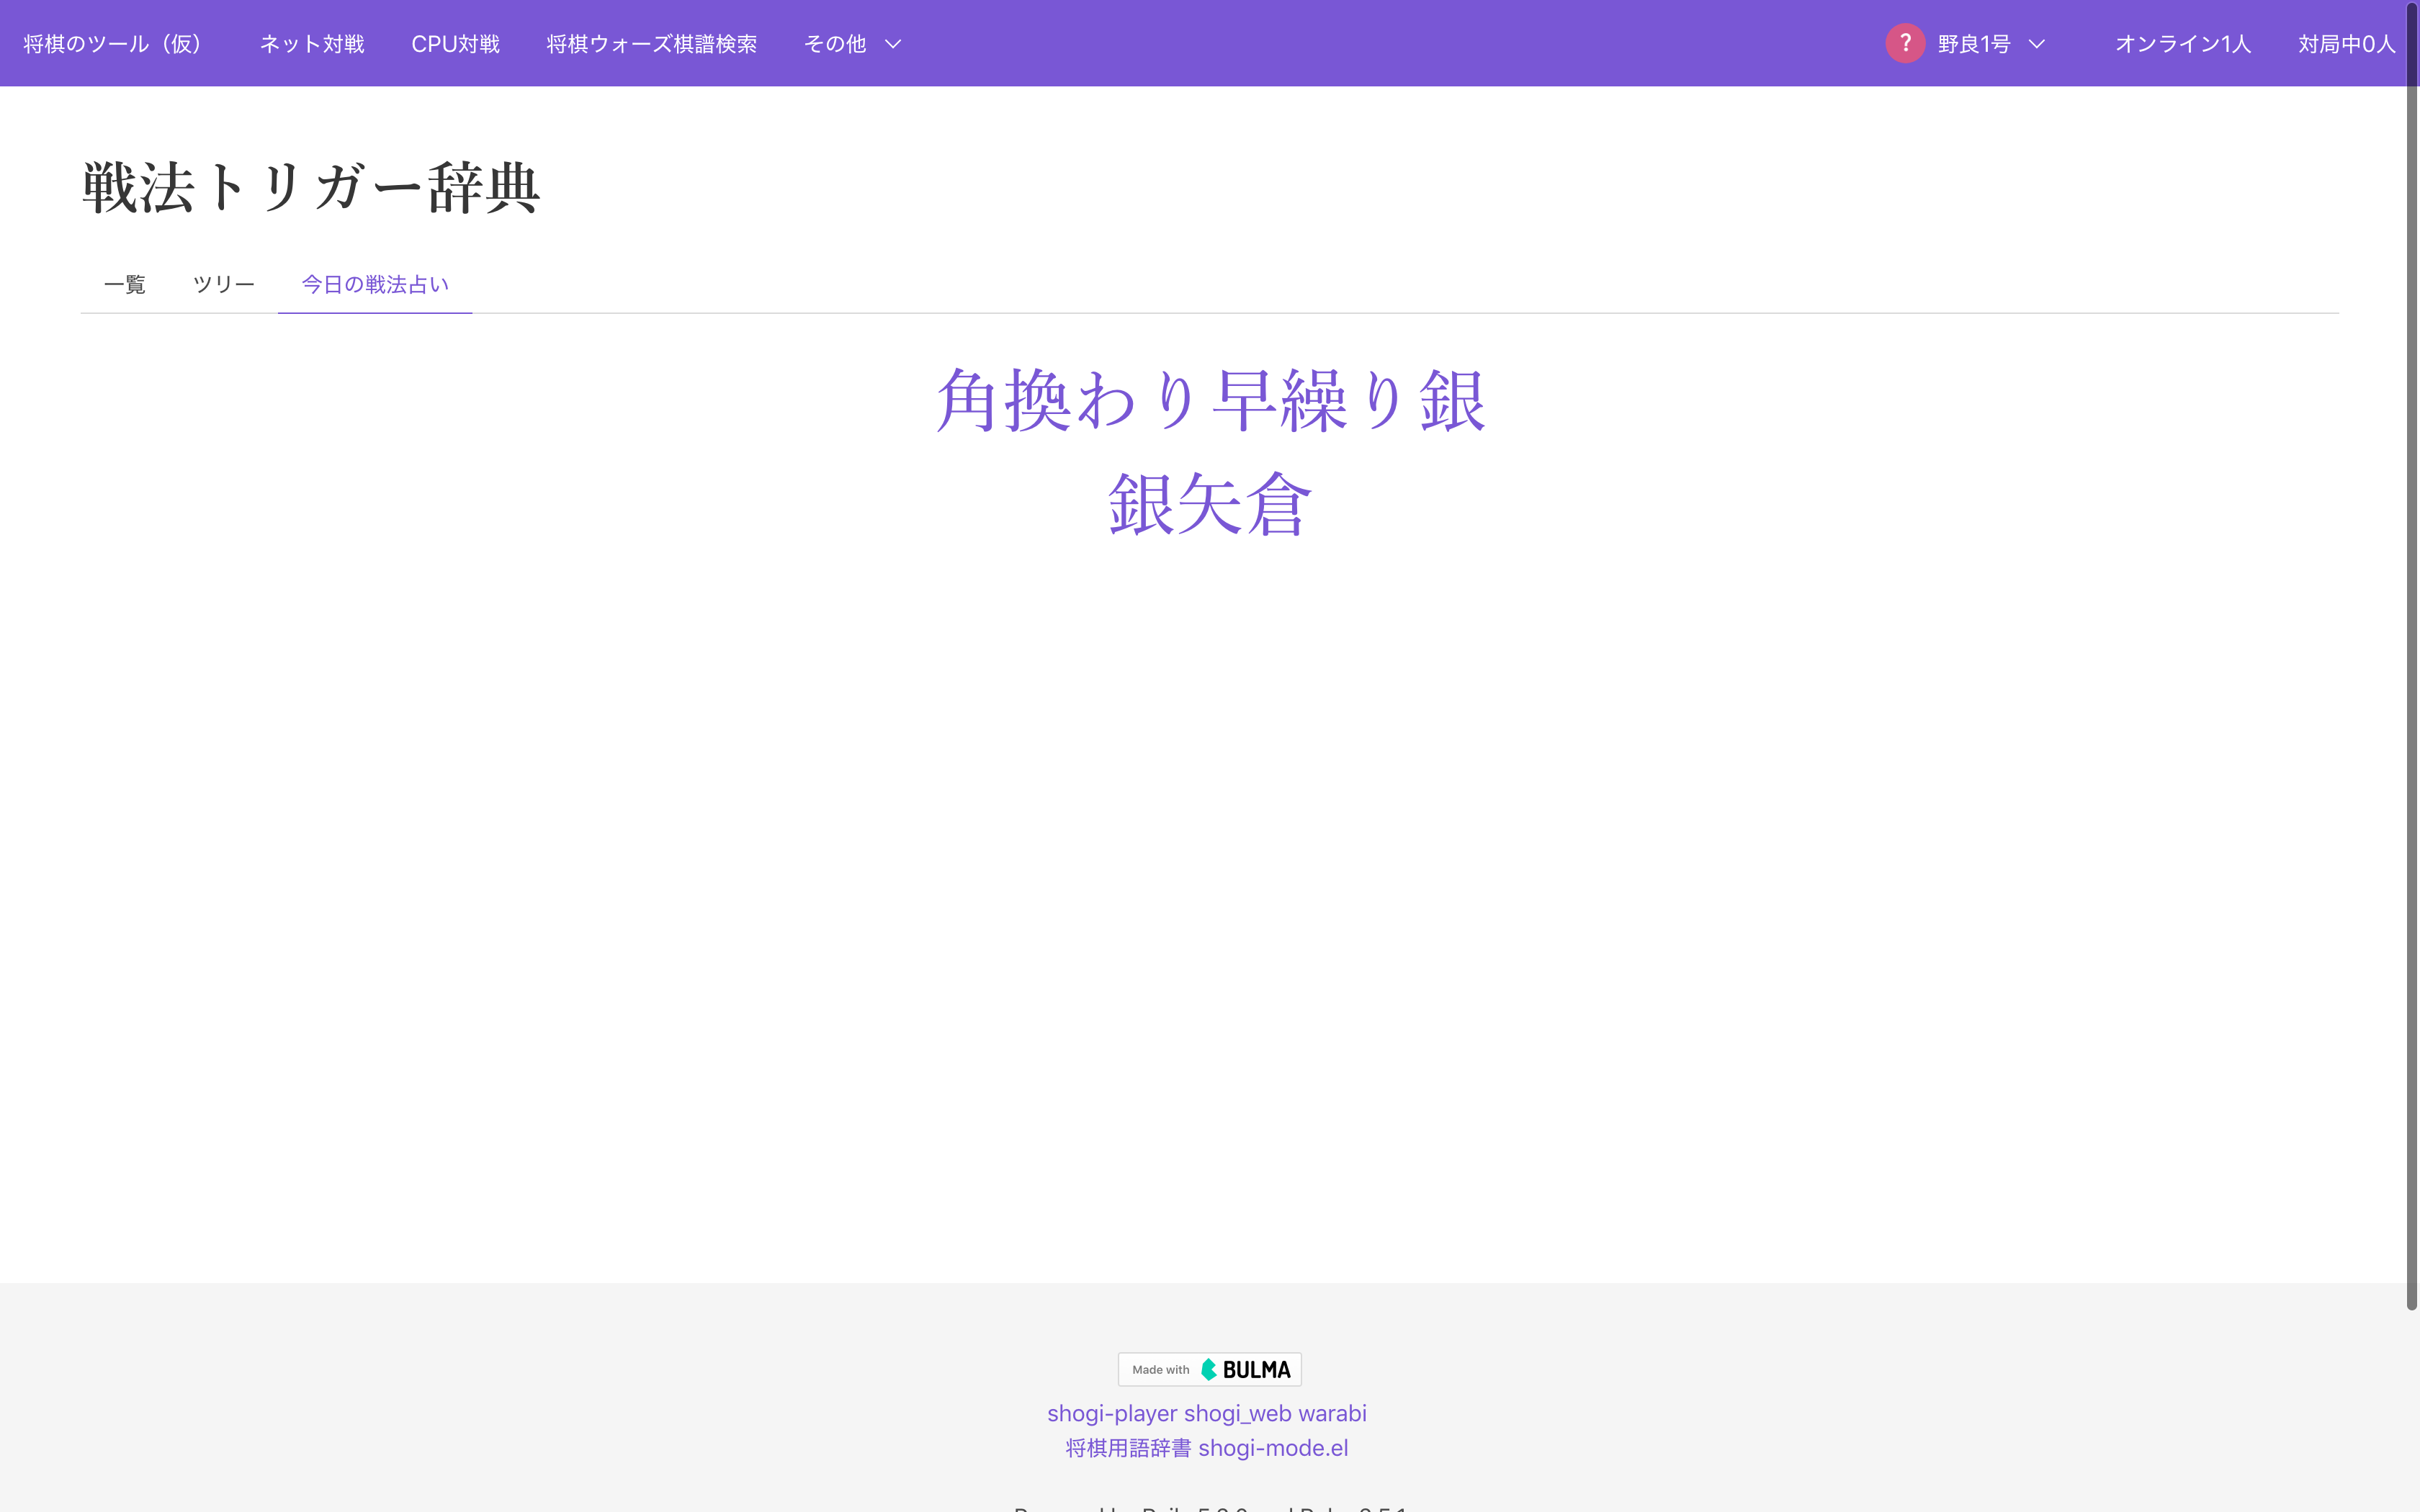 将棋のツール（仮） ネット対戦 CPU対戦 将棋ウォーズ棋譜検索 その他 ? 野良1号 オンライン1人 対局中0人
戦法トリガー辞典
一覧 ツリー 今日の戦法占い
角換わり早繰り銀
銀矢倉
Made with BULMA
shogi-player shogi_web warabi
将棋用語辞書 shogi-mode.el